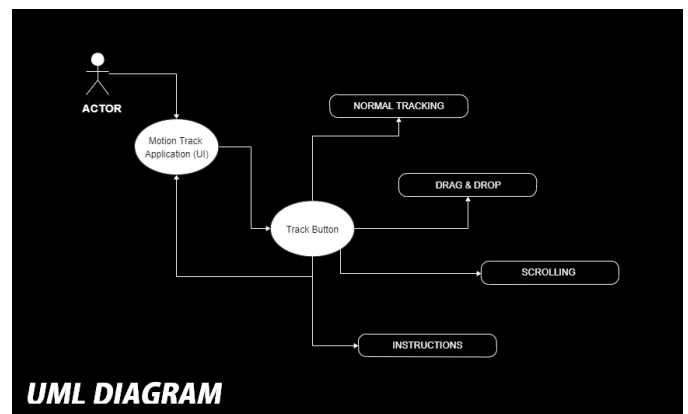 ACTOR
NORMAL TRACKING
Motion Track
Application (UI)
DRAG & DROP
Track Button
SCROLLING
INSTRUCTIONS
UML DIAGRAM